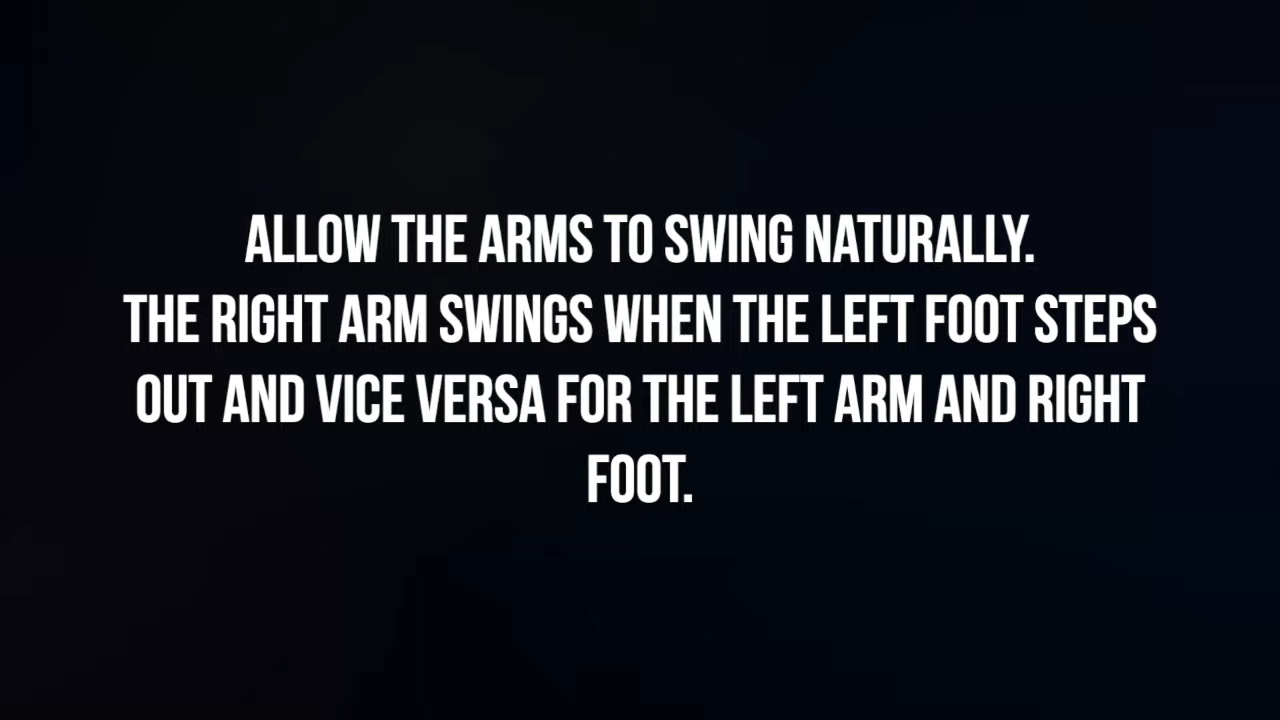 ALLOW THE ARMS TO SWING NATURALLY.
THE RIGHT ARM SWINGS WHEN THE LEFT FOOT STEPS
OUT AND VICE VERSA FOR THE LEFT ARM AND RIGHT
FOOT.